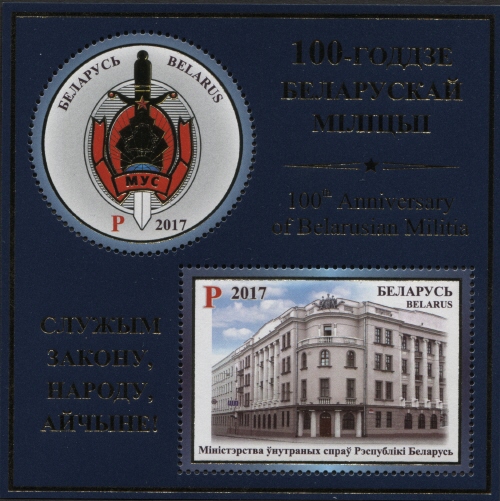 БЕЛАРУСЬ BELARUS
МУС
P 2017
100-ГОДДЗЕ
БЕЛАРУСКАЙ
МІЛІЦЫІ
100th Anniversary
of Belarusian Militia
P 2017 БЕЛАРУСЬ
BELARUS
Міністэрства ўнутраных спраў Рэспублікі Беларусь
СЛУЖЫМ
ЗАКОНУ,
НАРОДУ,
АЙЧЫНЕ!